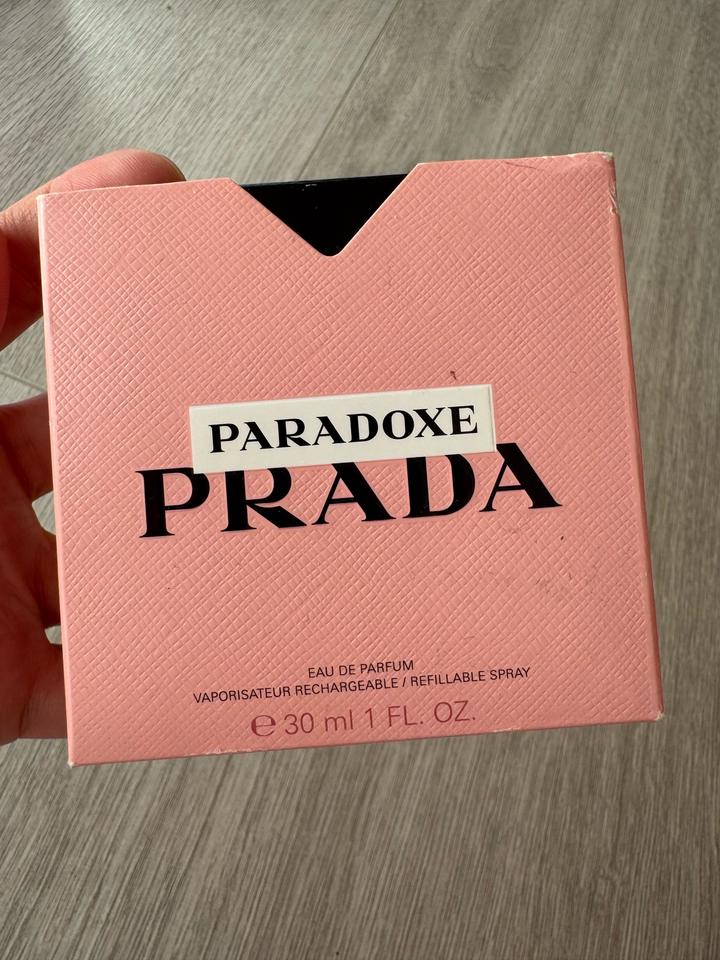 PARADOXE
PRADA
EAU DE PARFUM
VAPORISATEUR RECHARGEABLE / REFILLABLE SPRAY
℮ 30 ml 1 FL. OZ.